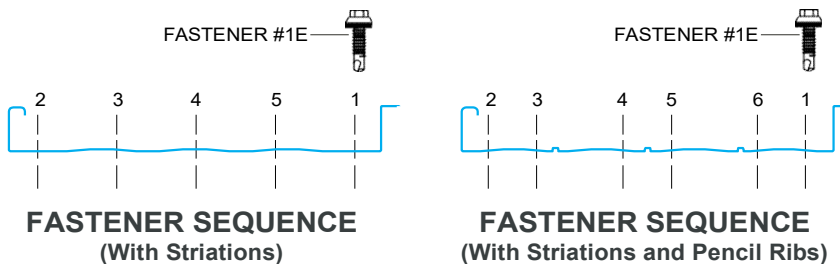 FASTENER #1E
FASTENER #1E
2 3 4 5 1
2 3 4 5 6 1
FASTENER SEQUENCE
(With Striations)
FASTENER SEQUENCE
(With Striations and Pencil Ribs)